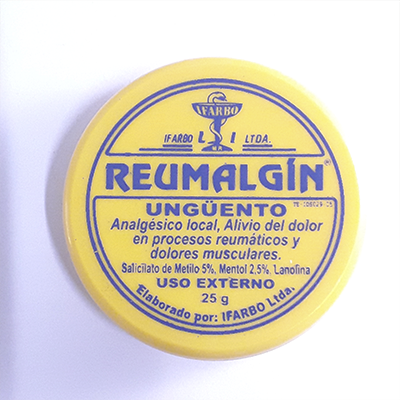 IFARBO
IFARBO L I LTDA.
REUMALGÍN®
UNGÜENTO
Analgésico local, Alivio del dolor
en procesos reumáticos y
dolores musculares.
Salicilato de Metilo 5%, Mentol 2,5%, Lanolina
USO EXTERNO
25 g
Elaborado por: IFARBO Ltda.